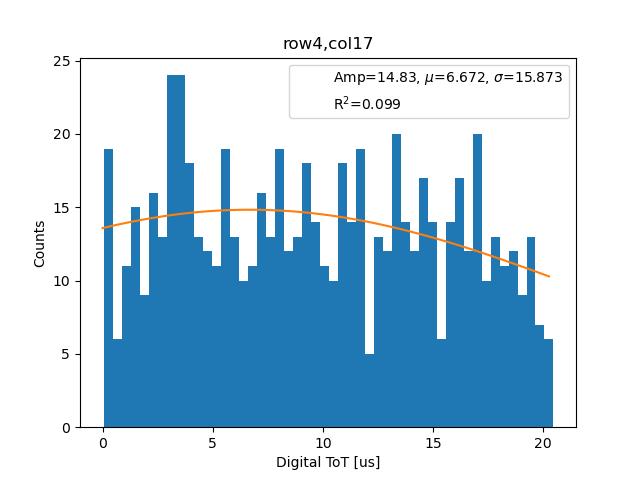 row4,col17
Amp=14.83, μ=6.672, σ=15.873
R²=0.099
25
20
15
10
5
0
Counts
0 5 10 15 20
Digital ToT [us]